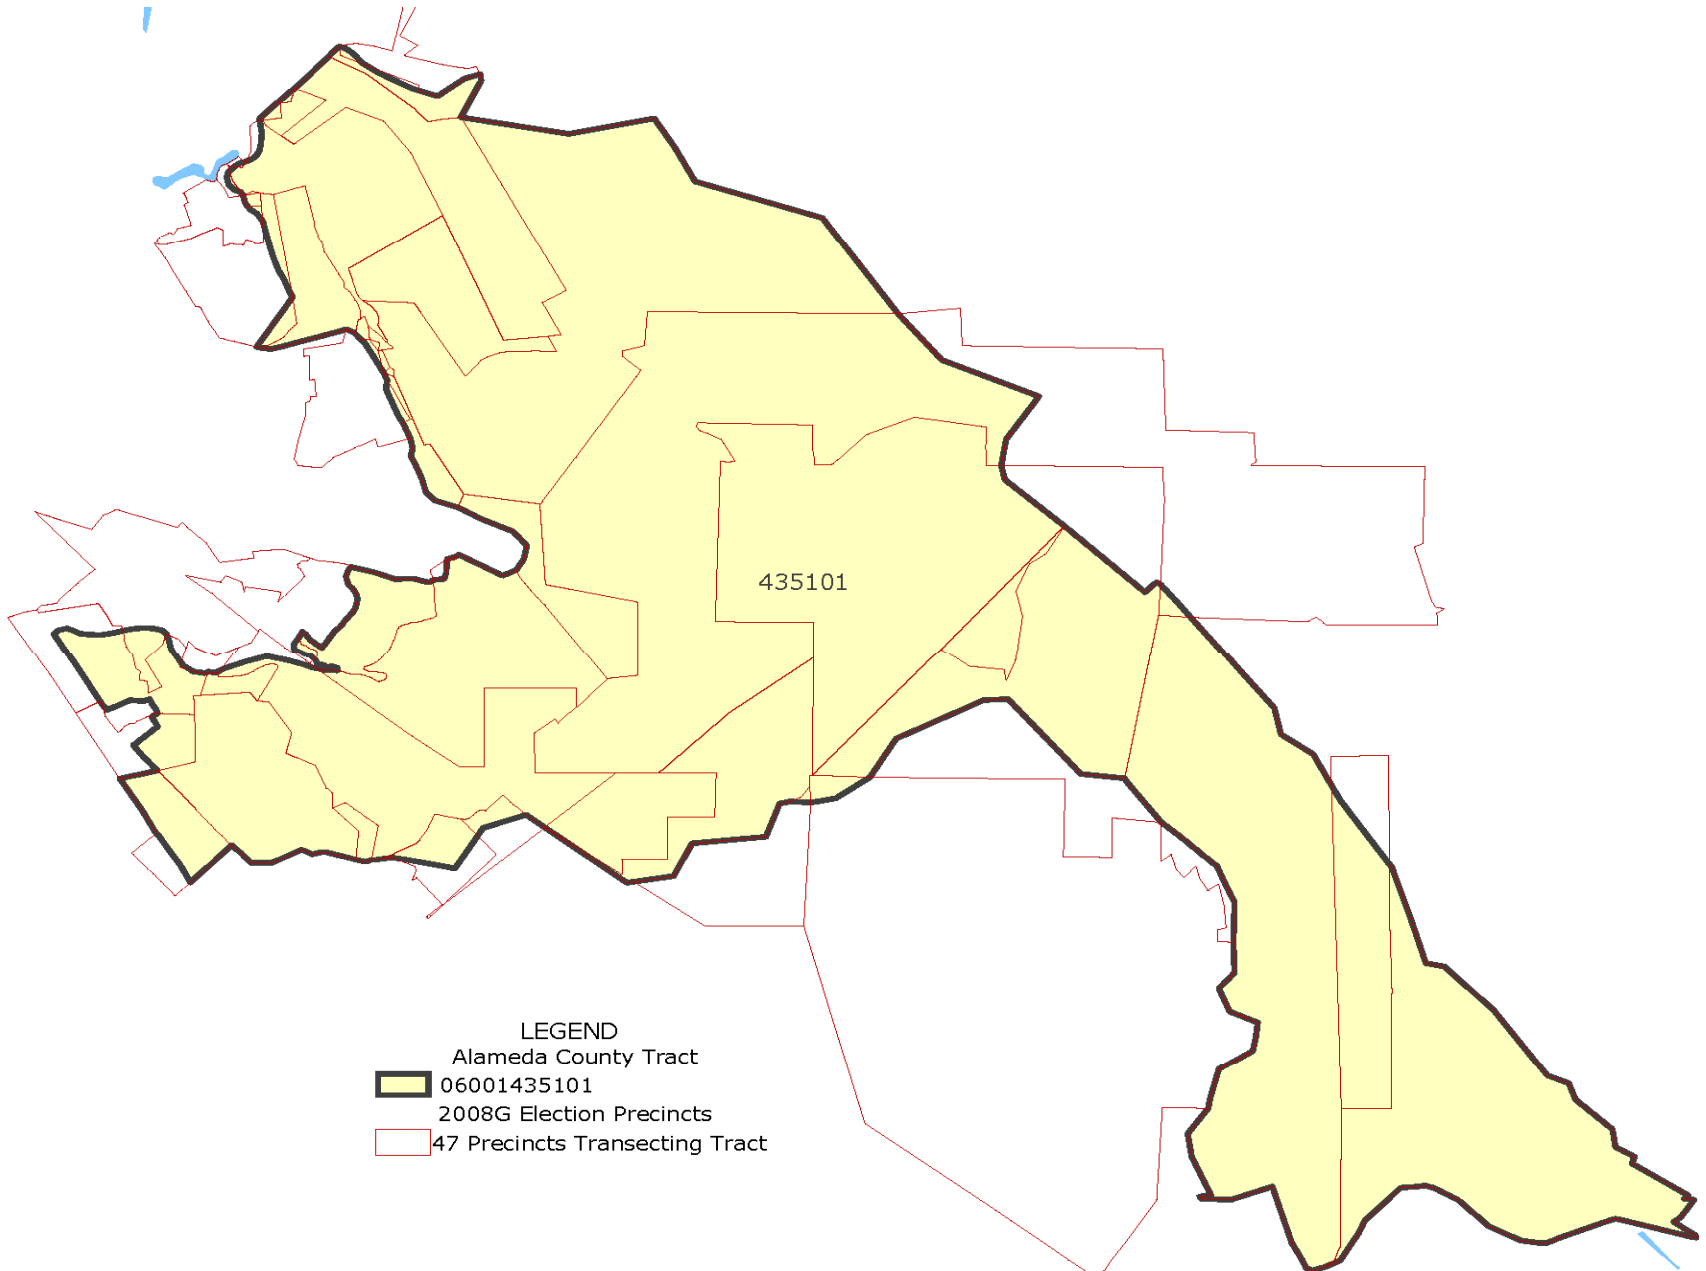 435101
LEGEND
Alameda County Tract
06001435101
2008G Election Precincts
47 Precincts Transecting Tract